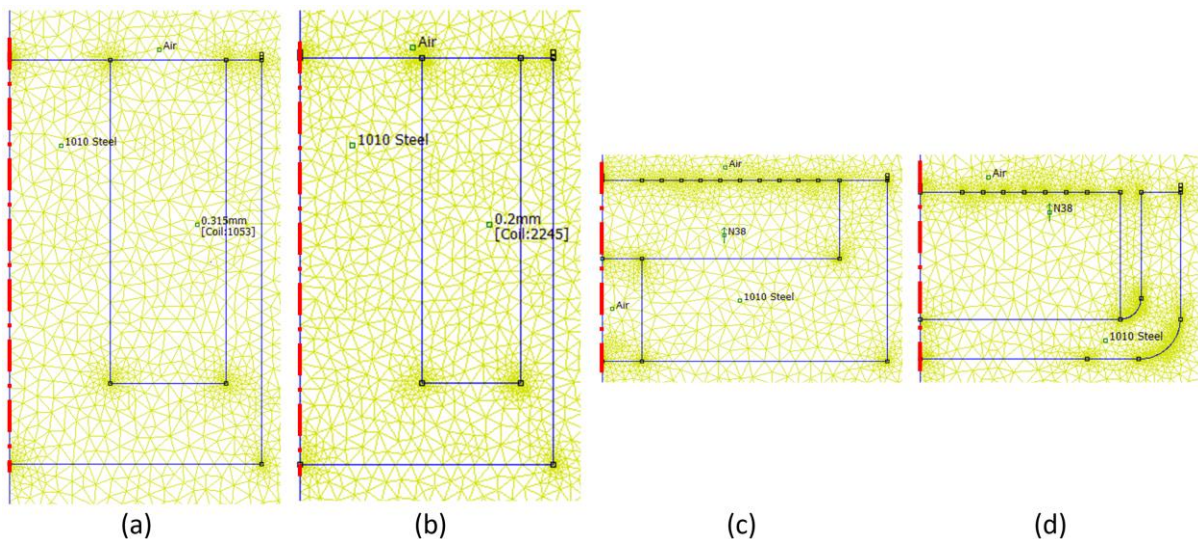 Air
1010 Steel
0.315mm
[Coil:1053]
(a)
Air
1010 Steel
0.2mm
[Coil:2245]
(b)
Air
N38
1010 Steel
Air
(c)
Air
N38
1010 Steel
(d)